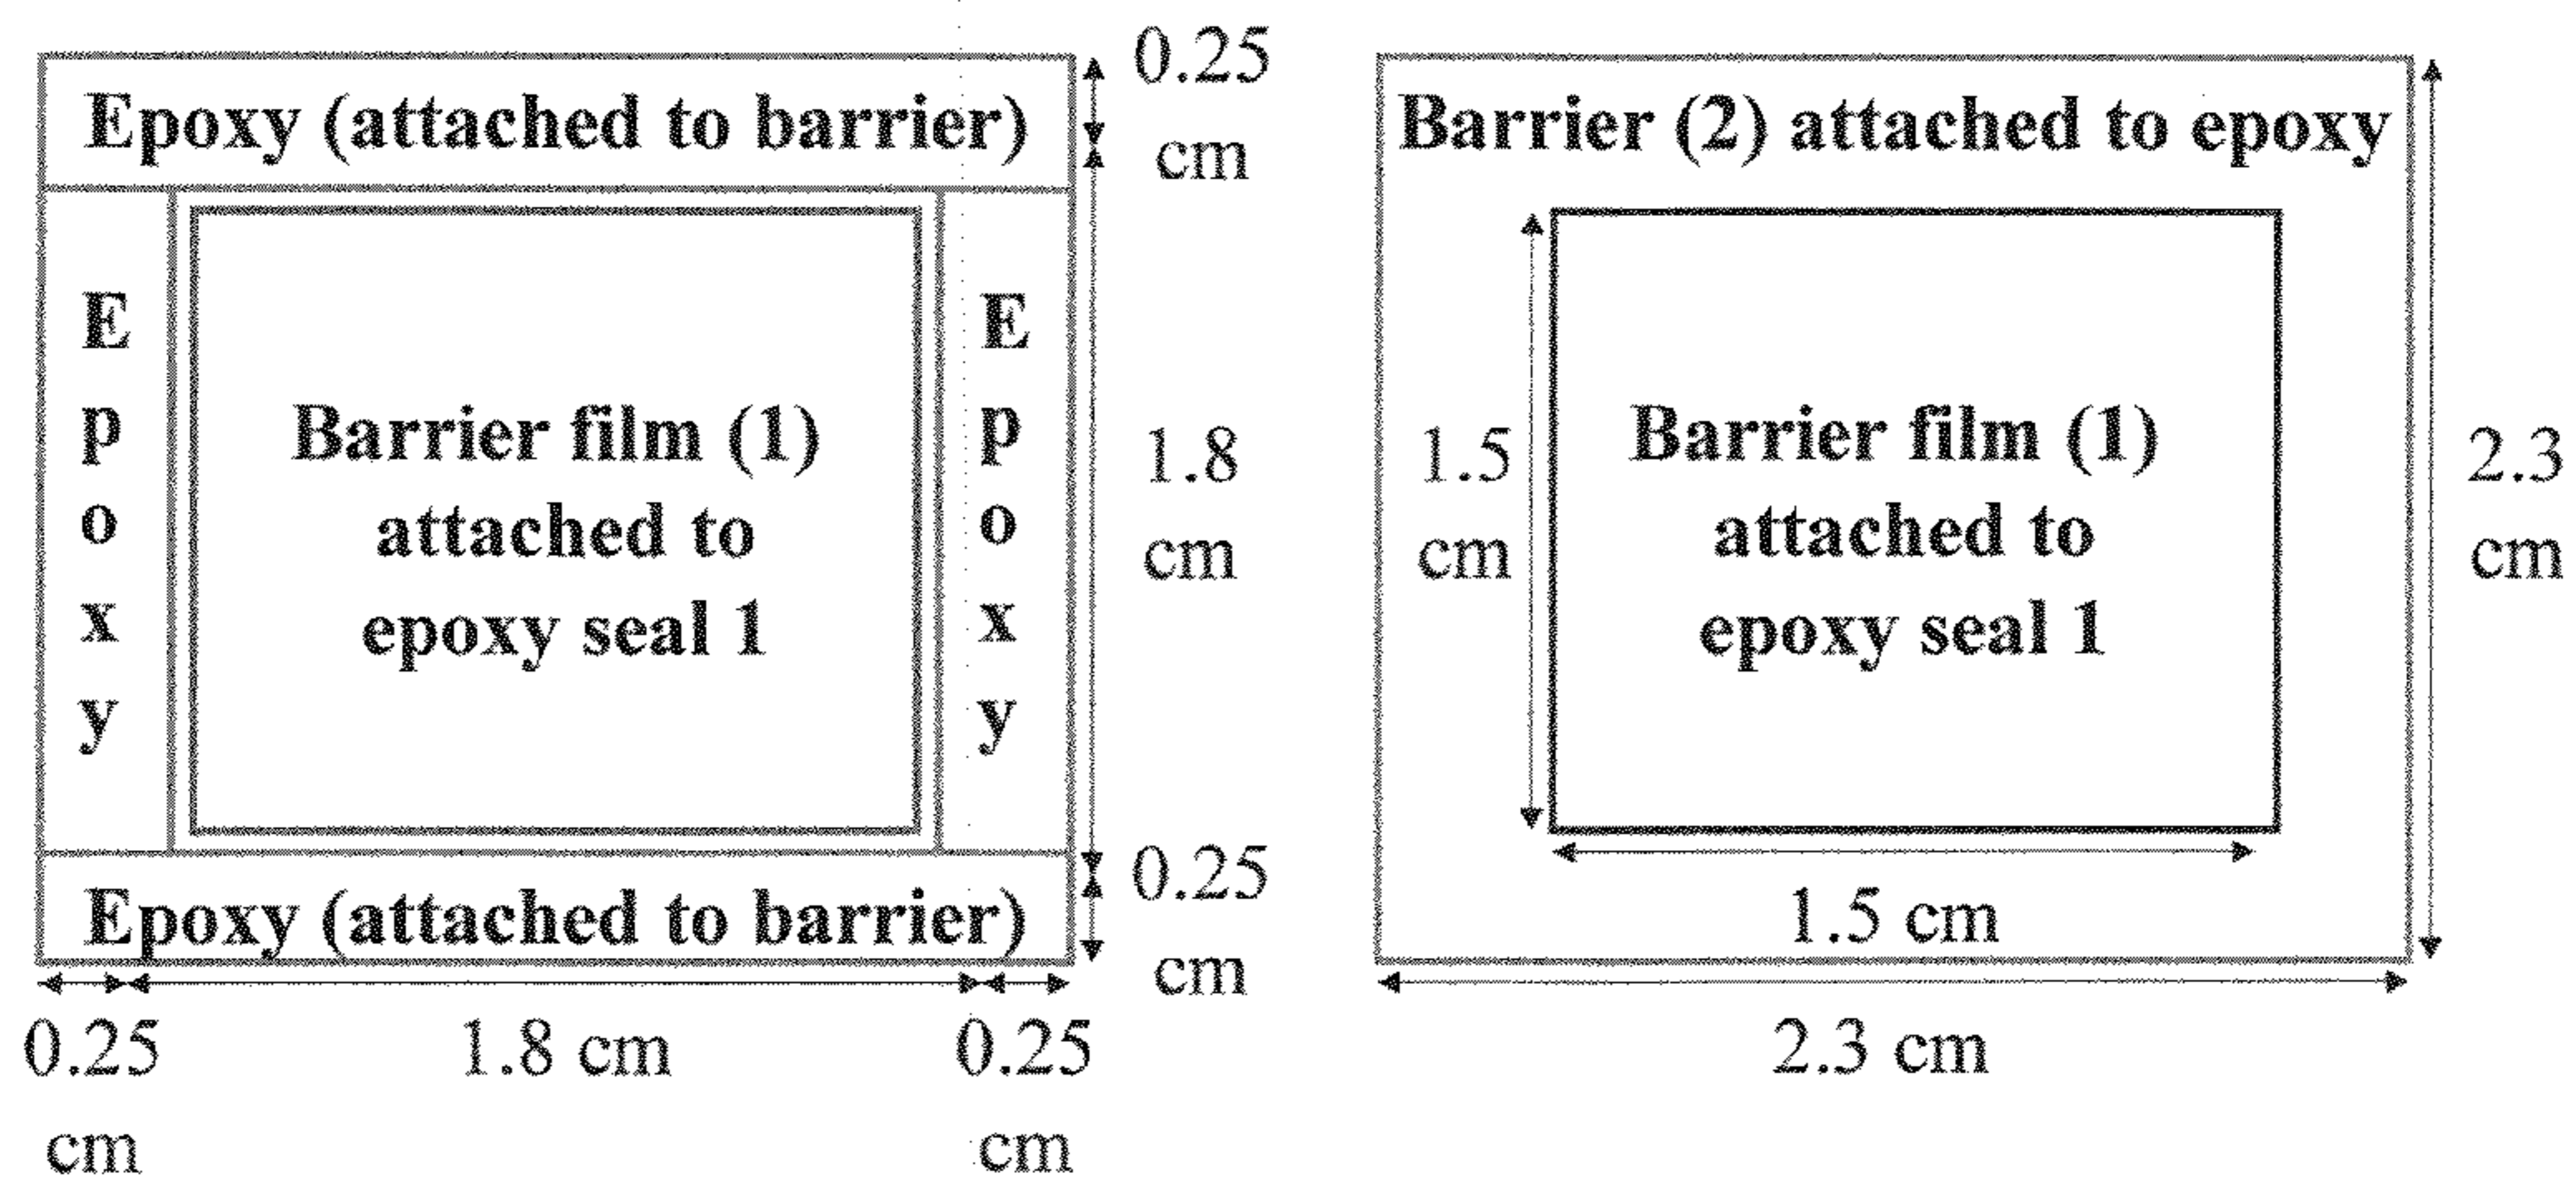 Epoxy (attached to barrier)
0.25
cm
E
p
o
x
y
Barrier film (1)
attached to
epoxy seal 1
E
p
o
x
y
1.8
cm
Epoxy (attached to barrier)
0.25
cm
0.25
cm
1.8 cm
0.25
cm
Barrier (2) attached to epoxy
1.5
cm
Barrier film (1)
attached to
epoxy seal 1
2.3
cm
1.5 cm
2.3 cm